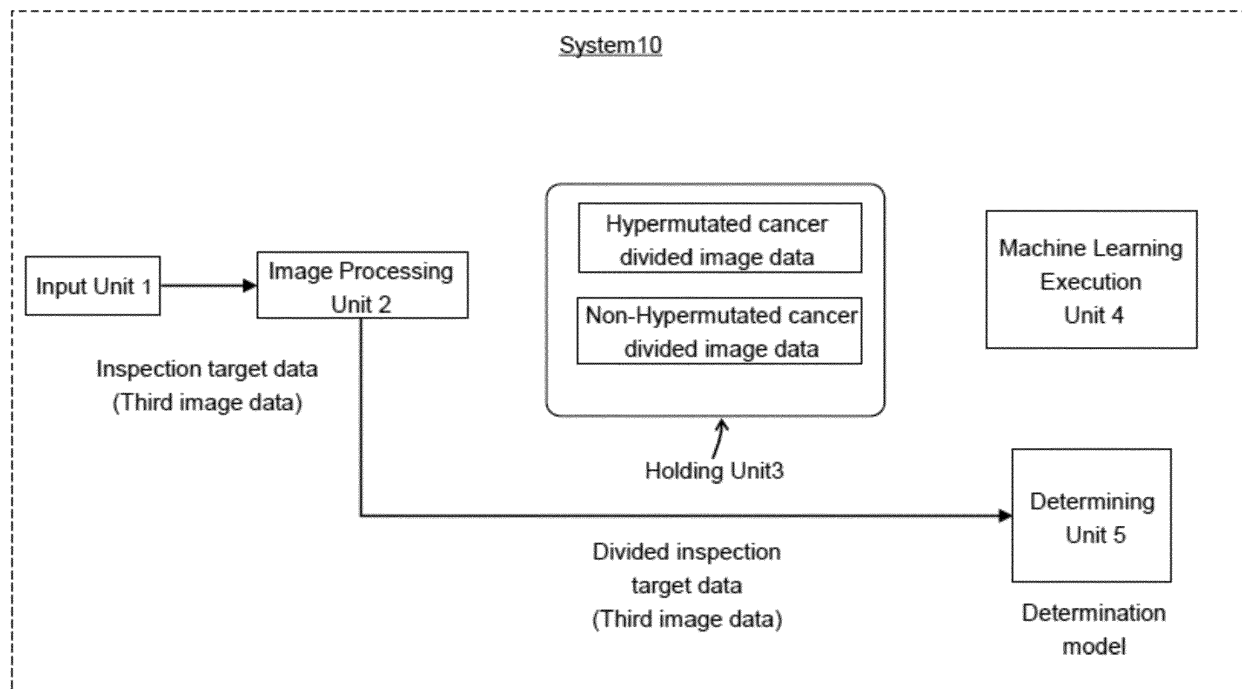 System10
Input Unit 1
Image Processing
Unit 2
Inspection target data
(Third image data)
Hypermutated cancer
divided image data
Non-Hypermutated cancer
divided image data
Holding Unit3
Machine Learning
Execution
Unit 4
Divided inspection
target data
(Third image data)
Determining
Unit 5
Determination
model